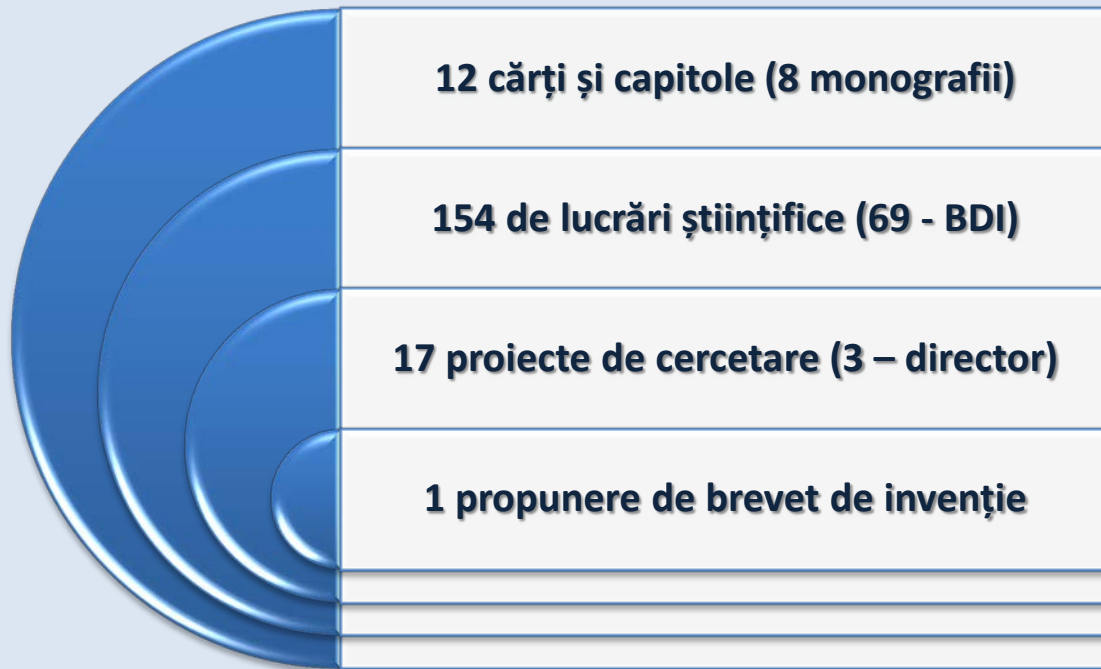 12 cărți și capitole (8 monografii)
154 de lucrări științifice (69 - BDI)
17 proiecte de cercetare (3 – director)
1 propunere de brevet de invenție